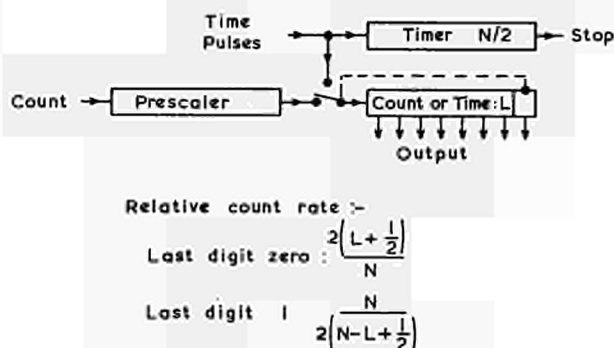 Time Pulses
Timer N/2
Stop
Count
Prescaler
Count or Time:L
Output
Relative count rate :-
Last digit zero : 2(L+1/2)/N
Last digit 1 N/2(N-L+1/2)